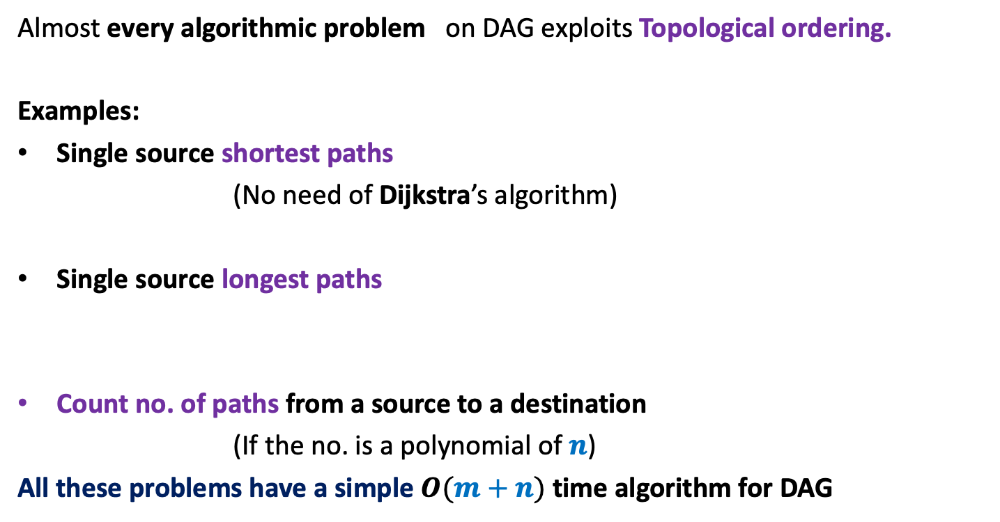 Almost every algorithmic problem on DAG exploits Topological ordering.
Examples:
• Single source shortest paths
(No need of Dijkstra’s algorithm)
• Single source longest paths
• Count no. of paths from a source to a destination
(If the no. is a polynomial of n)
All these problems have a simple O(m + n) time algorithm for DAG